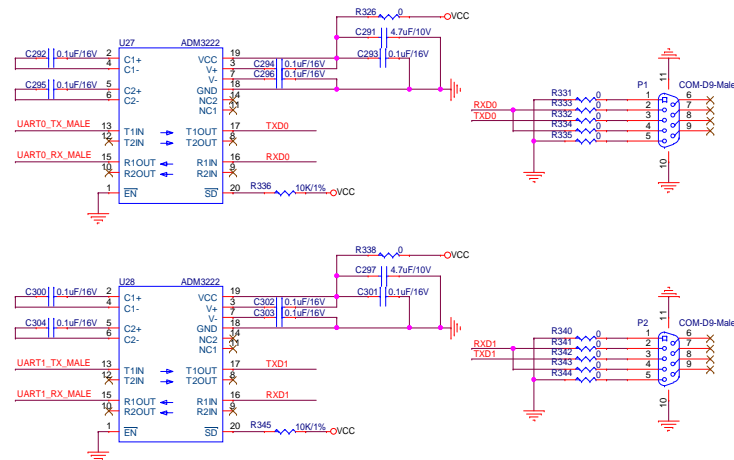 R326 0 VCC
C291 4.7uF/10V
U27 ADM3222
C292 0.1uF/16V 2 C1+ VCC 19 C293 0.1uF/16V
4 C1- V+ 3 C294 0.1uF/16V
V- 7 C296 0.1uF/16V
C295 0.1uF/16V 5 C2+ GND 18
6 C2- NC2 14
NC1 11
UART0_TX_MALE 13 T1IN T1OUT 17 TXD0
12 T2IN T2OUT 8
UART0_RX_MALE 15 R1OUT R1IN 16 RXD0
10 R2OUT R2IN 9
1 EN SD 20 R336 10K/1% VCC
P1 COM-D9-Male
11
R331 0 1 6
RXD0 R333 0 2 7
TXD0 R332 0 3 8
R334 0 4 9
R335 0 5
10
R338 0 VCC
C297 4.7uF/10V
U28 ADM3222
C300 0.1uF/16V 2 C1+ VCC 19 C301 0.1uF/16V
4 C1- V+ 3 C302 0.1uF/16V
V- 7 C303 0.1uF/16V
C304 0.1uF/16V 5 C2+ GND 18
6 C2- NC2 14
NC1 11
UART1_TX_MALE 13 T1IN T1OUT 17 TXD1
12 T2IN T2OUT 8
UART1_RX_MALE 15 R1OUT R1IN 16 RXD1
10 R2OUT R2IN 9
1 EN SD 20 R345 10K/1% VCC
P2 COM-D9-Male
11
R340 0 1 6
RXD1 R341 0 2 7
TXD1 R342 0 3 8
R343 0 4 9
R344 0 5
10